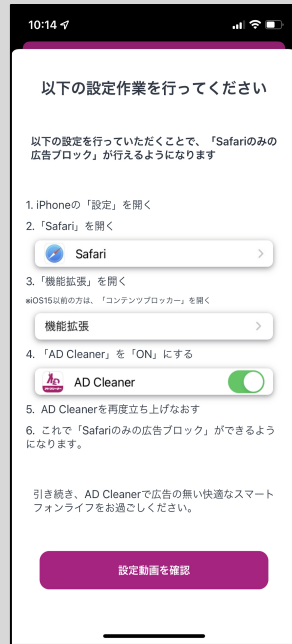 10:14
以下の設定作業を行ってください
以下の設定を行っていただくことで、「Safariのみの
広告ブロック」が行えるようになります
1. iPhoneの「設定」を開く
2.「Safari」を開く
Safari
3.「機能拡張」を開く
※iOS15以前の方は、「コンテンツブロッカー」を開く
機能拡張
4. 「AD Cleaner」を「ON」にする
AD Cleaner
5. AD Cleanerを再度立ち上げなおす
6. これで「Safariのみの広告ブロック」ができるよう
になります。
引き続き、AD Cleanerで広告の無い快適なスマート
フォンライフをお過ごしください。
設定動画を確認